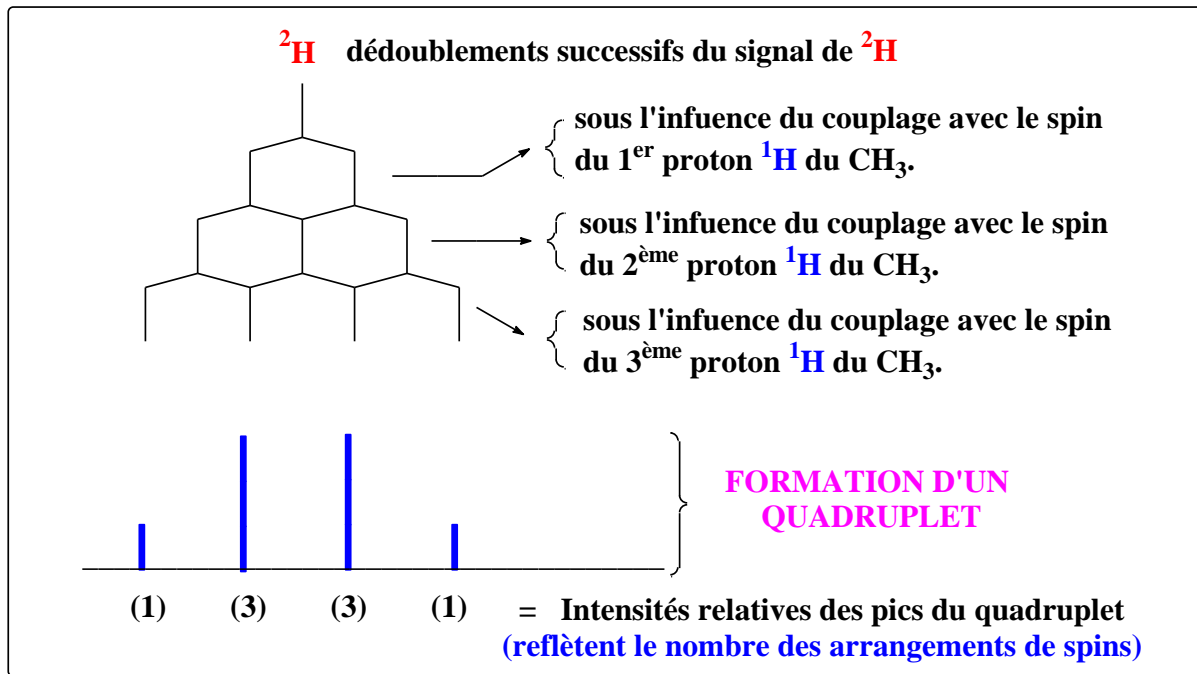 ²H dédoublements successifs du signal de ²H
sous l'infuence du couplage avec le spin
du 1er proton ¹H du CH₃.
sous l'infuence du couplage avec le spin
du 2ème proton ¹H du CH₃.
sous l'infuence du couplage avec le spin
du 3ème proton ¹H du CH₃.
FORMATION D'UN
QUADRUPLET
(1) (3) (3) (1) = Intensités relatives des pics du quadruplet
(reflètent le nombre des arrangements de spins)